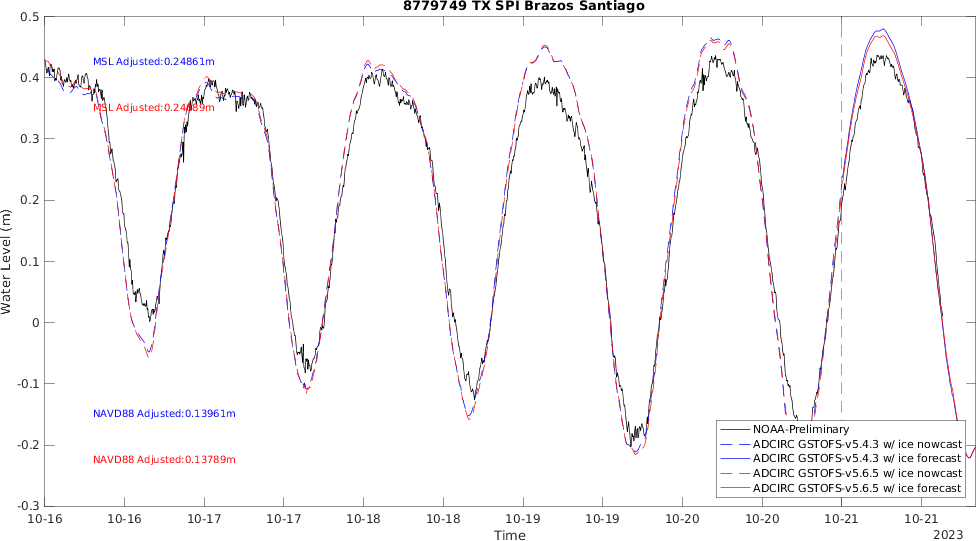 8779749 TX SPI Brazos Santiago
0.5
0.4
0.3
0.2
0.1
0
-0.1
-0.2
-0.3
Water Level (m)
MSL Adjusted:0.24861m
MSL Adjusted:0.24689m
NAVD88 Adjusted:0.13961m
NAVD88 Adjusted:0.13789m
NOAA-Preliminary
ADCIRC GSTOFS-v5.4.3 w/ ice nowcast
ADCIRC GSTOFS-v5.4.3 w/ ice forecast
ADCIRC GSTOFS-v5.6.5 w/ ice nowcast
ADCIRC GSTOFS-v5.6.5 w/ ice forecast
10-16 10-16 10-17 10-17 10-18 10-18 10-19 10-19 10-20 10-20 10-21 10-21
Time
2023